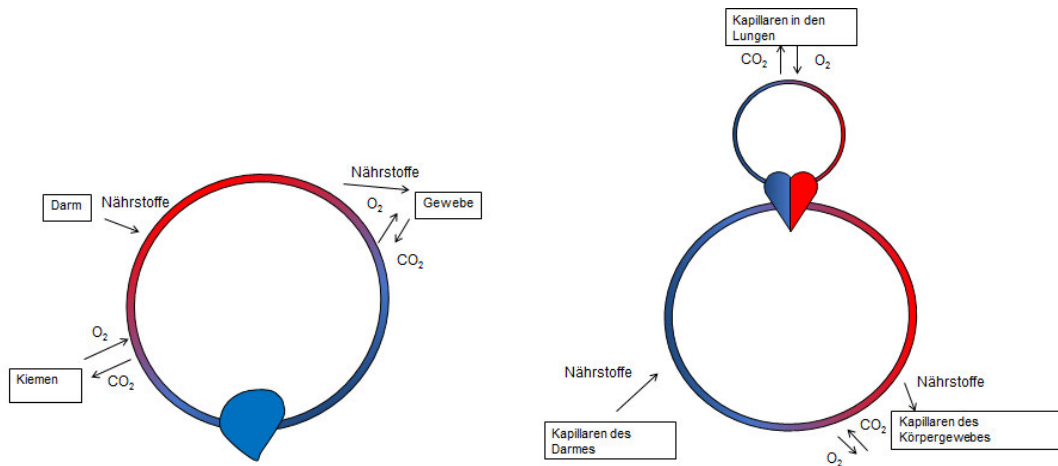 Darm
Nährstoffe
Nährstoffe
O₂
Gewebe
CO₂
O₂
Kiemen
CO₂
Kapillaren in den
Lungen
CO₂
O₂
Nährstoffe
Kapillaren des
Darmes
Nährstoffe
CO₂
O₂
Kapillaren des
Körpergewebes